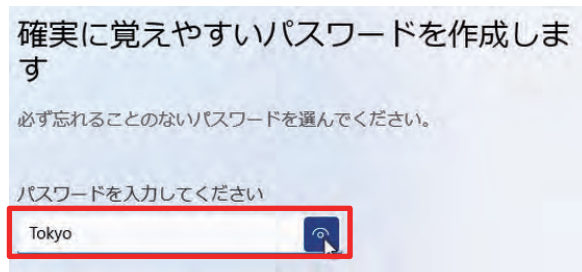 確実に覚えやすいパスワードを作成しま
す
必ず忘れることのないパスワードを選んでください。
パスワードを入力してください
Tokyo